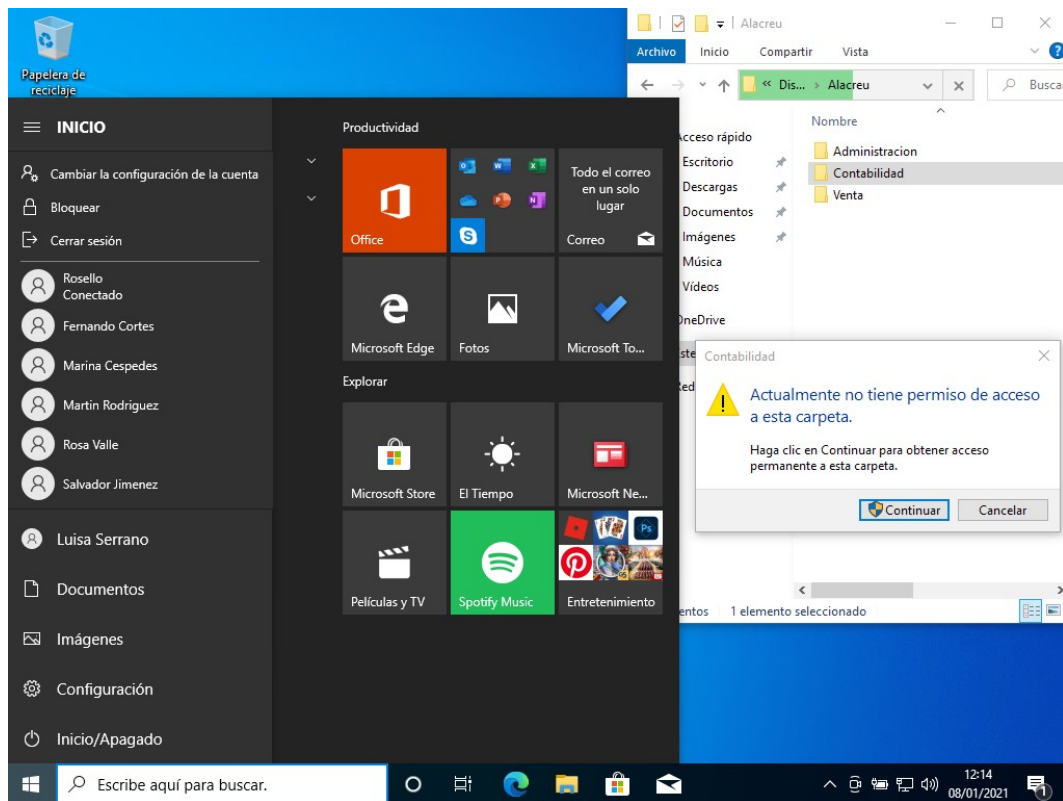 Papelera de
reciclaje
Alacreu
Archivo
Inicio
Compartir
Vista
« Dis... > Alacreu
Busca
Nombre
Acceso rápido
Escritorio
Descargas
Documentos
Imágenes
Música
Vídeos
OneDrive
Administracion
Contabilidad
Venta
Contabilidad
Actualmente no tiene permiso de acceso
a esta carpeta.
Haga clic en Continuar para obtener acceso
permanente a esta carpeta.
Continuar
Cancelar
entos
1 elemento seleccionado
INICIO
Cambiar la configuración de la cuenta
Bloquear
Cerrar sesión
Rosello
Conectado
Fernando Cortes
Marina Cespedes
Martin Rodriguez
Rosa Valle
Salvador Jimenez
Luisa Serrano
Documentos
Imágenes
Configuración
Inicio/Apagado
Productividad
Office
Todo el correo
en un solo
lugar
Correo
Microsoft Edge
Fotos
Microsoft To...
Explorar
Microsoft Store
El Tiempo
Microsoft Ne...
Películas y TV
Spotify Music
Ps
Entretenimiento
Escribe aquí para buscar.
12:14
08/01/2021
1